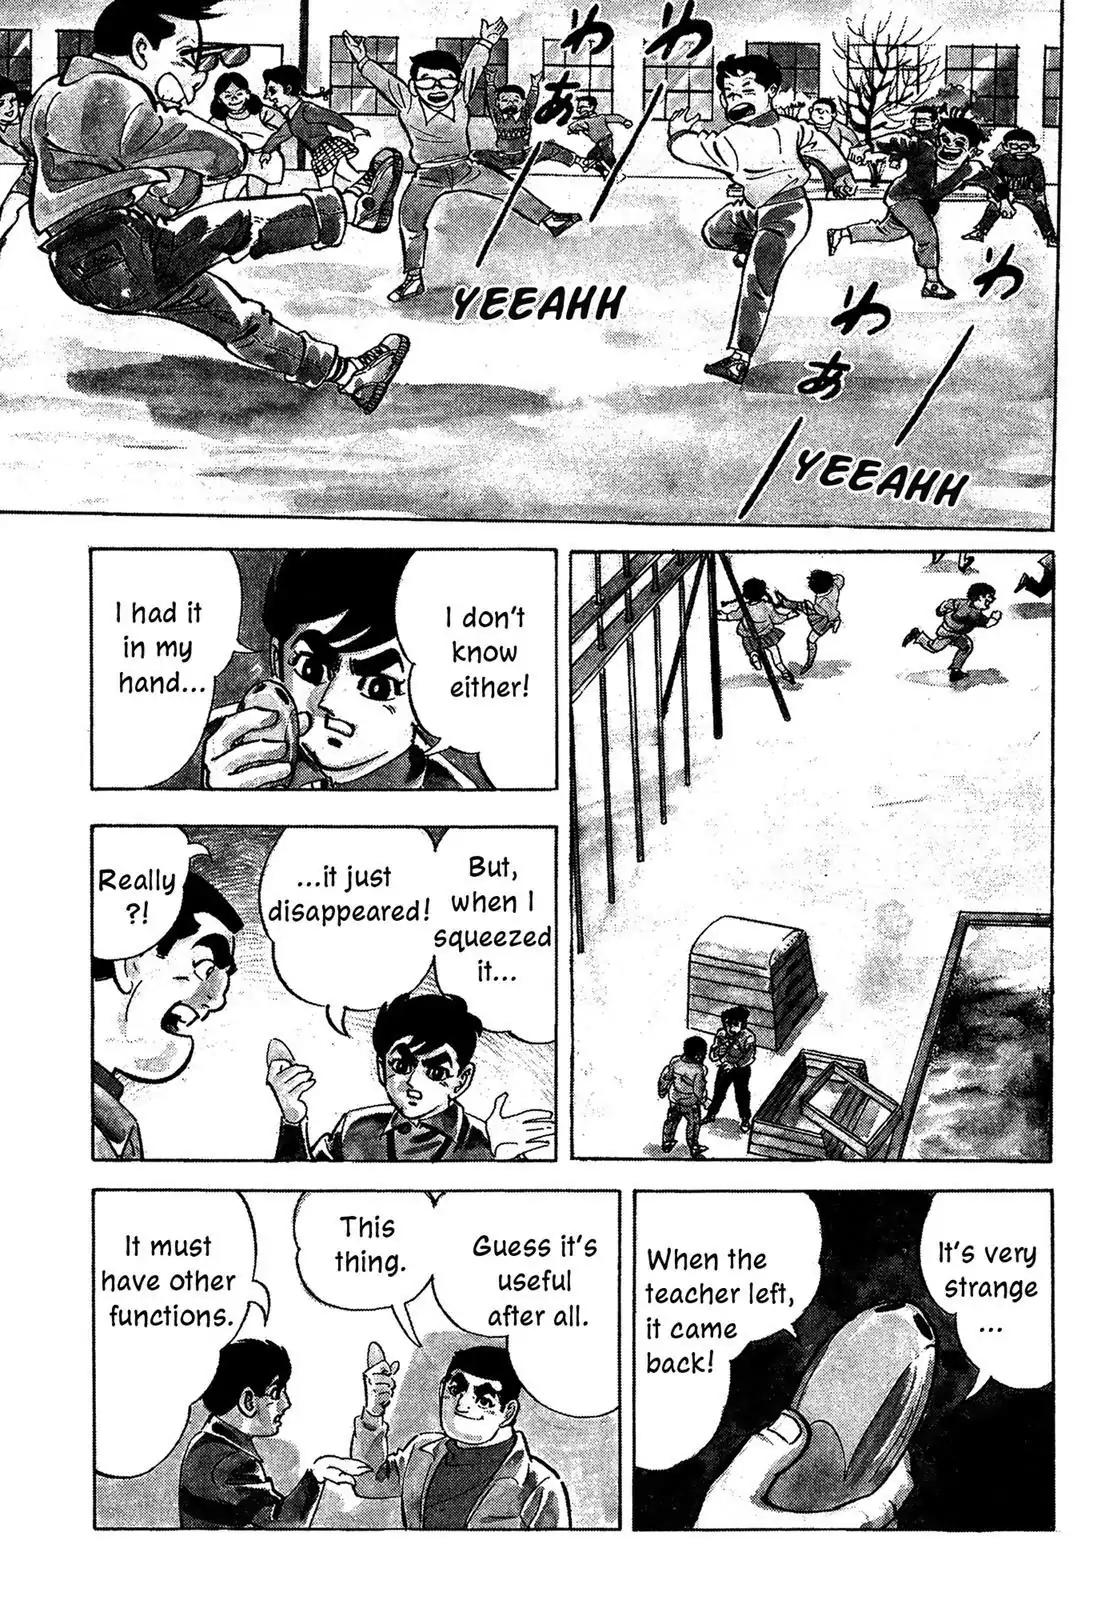 わ
わ
あ
YEEAHH
わ
わ
あ
YEEAHH
I don't
know
either!
I had it
in my
hand...
But,
when I
squeezed
it...
...it just
disappeared!
Really
?!
It's very
strange
...
When the
teacher left,
it came
back!
Guess it's
useful
after all.
This
thing.
It must
have other
functions.